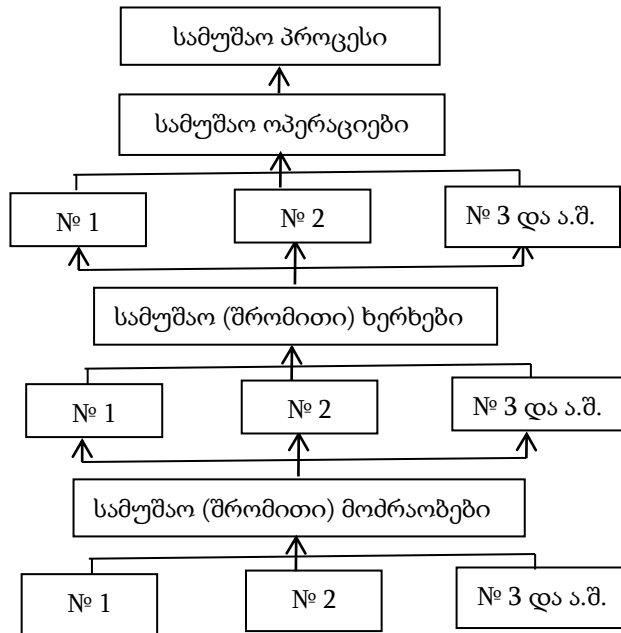 სამუშაო პროცესი
სამუშაო ოპერაციები
№ 1
№ 2
№ 3 და ა.შ.
სამუშაო (შრომითი) ხერხები
№ 1
№ 2
№ 3 და ა.შ.
სამუშაო (შრომითი) მოძრაობები
№ 1
№ 2
№ 3 და ა.შ.